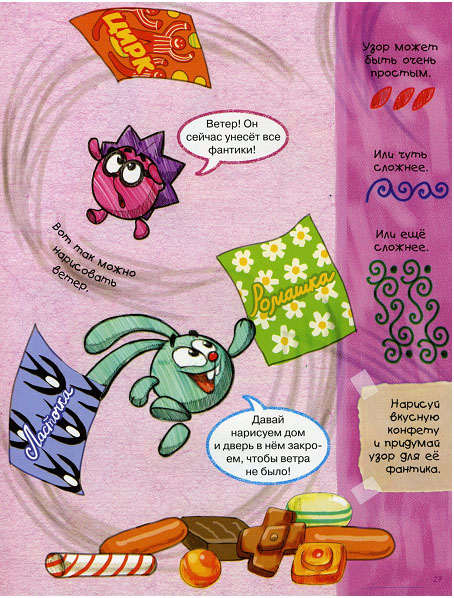 ЦИРК
Узор может
быть очень
простым.
Ветер! Он
сейчас унесёт все
фантики!
Или чуть
сложнее.
Вот так можно
нарисовать
ветер.
Или ещё
сложнее.
Ромашка
Ласточка
Давай
нарисуем дом
и дверь в нём закро-
ем, чтобы ветра
не было!
Нарисуй
вкусную
конфету
и придумай
узор для её
фантика.
29